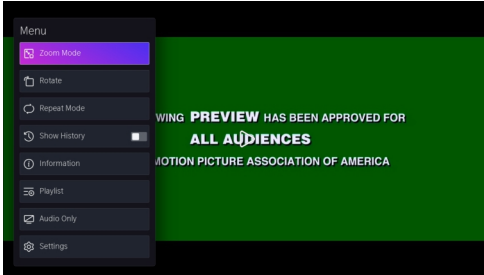 Menu
Zoom Mode
Rotate
Repeat Mode
Show History
Information
Playlist
Audio Only
Settings
WING PREVIEW HAS BEEN APPROVED FOR
ALL AUDIENCES
MOTION PICTURE ASSOCIATION OF AMERICA